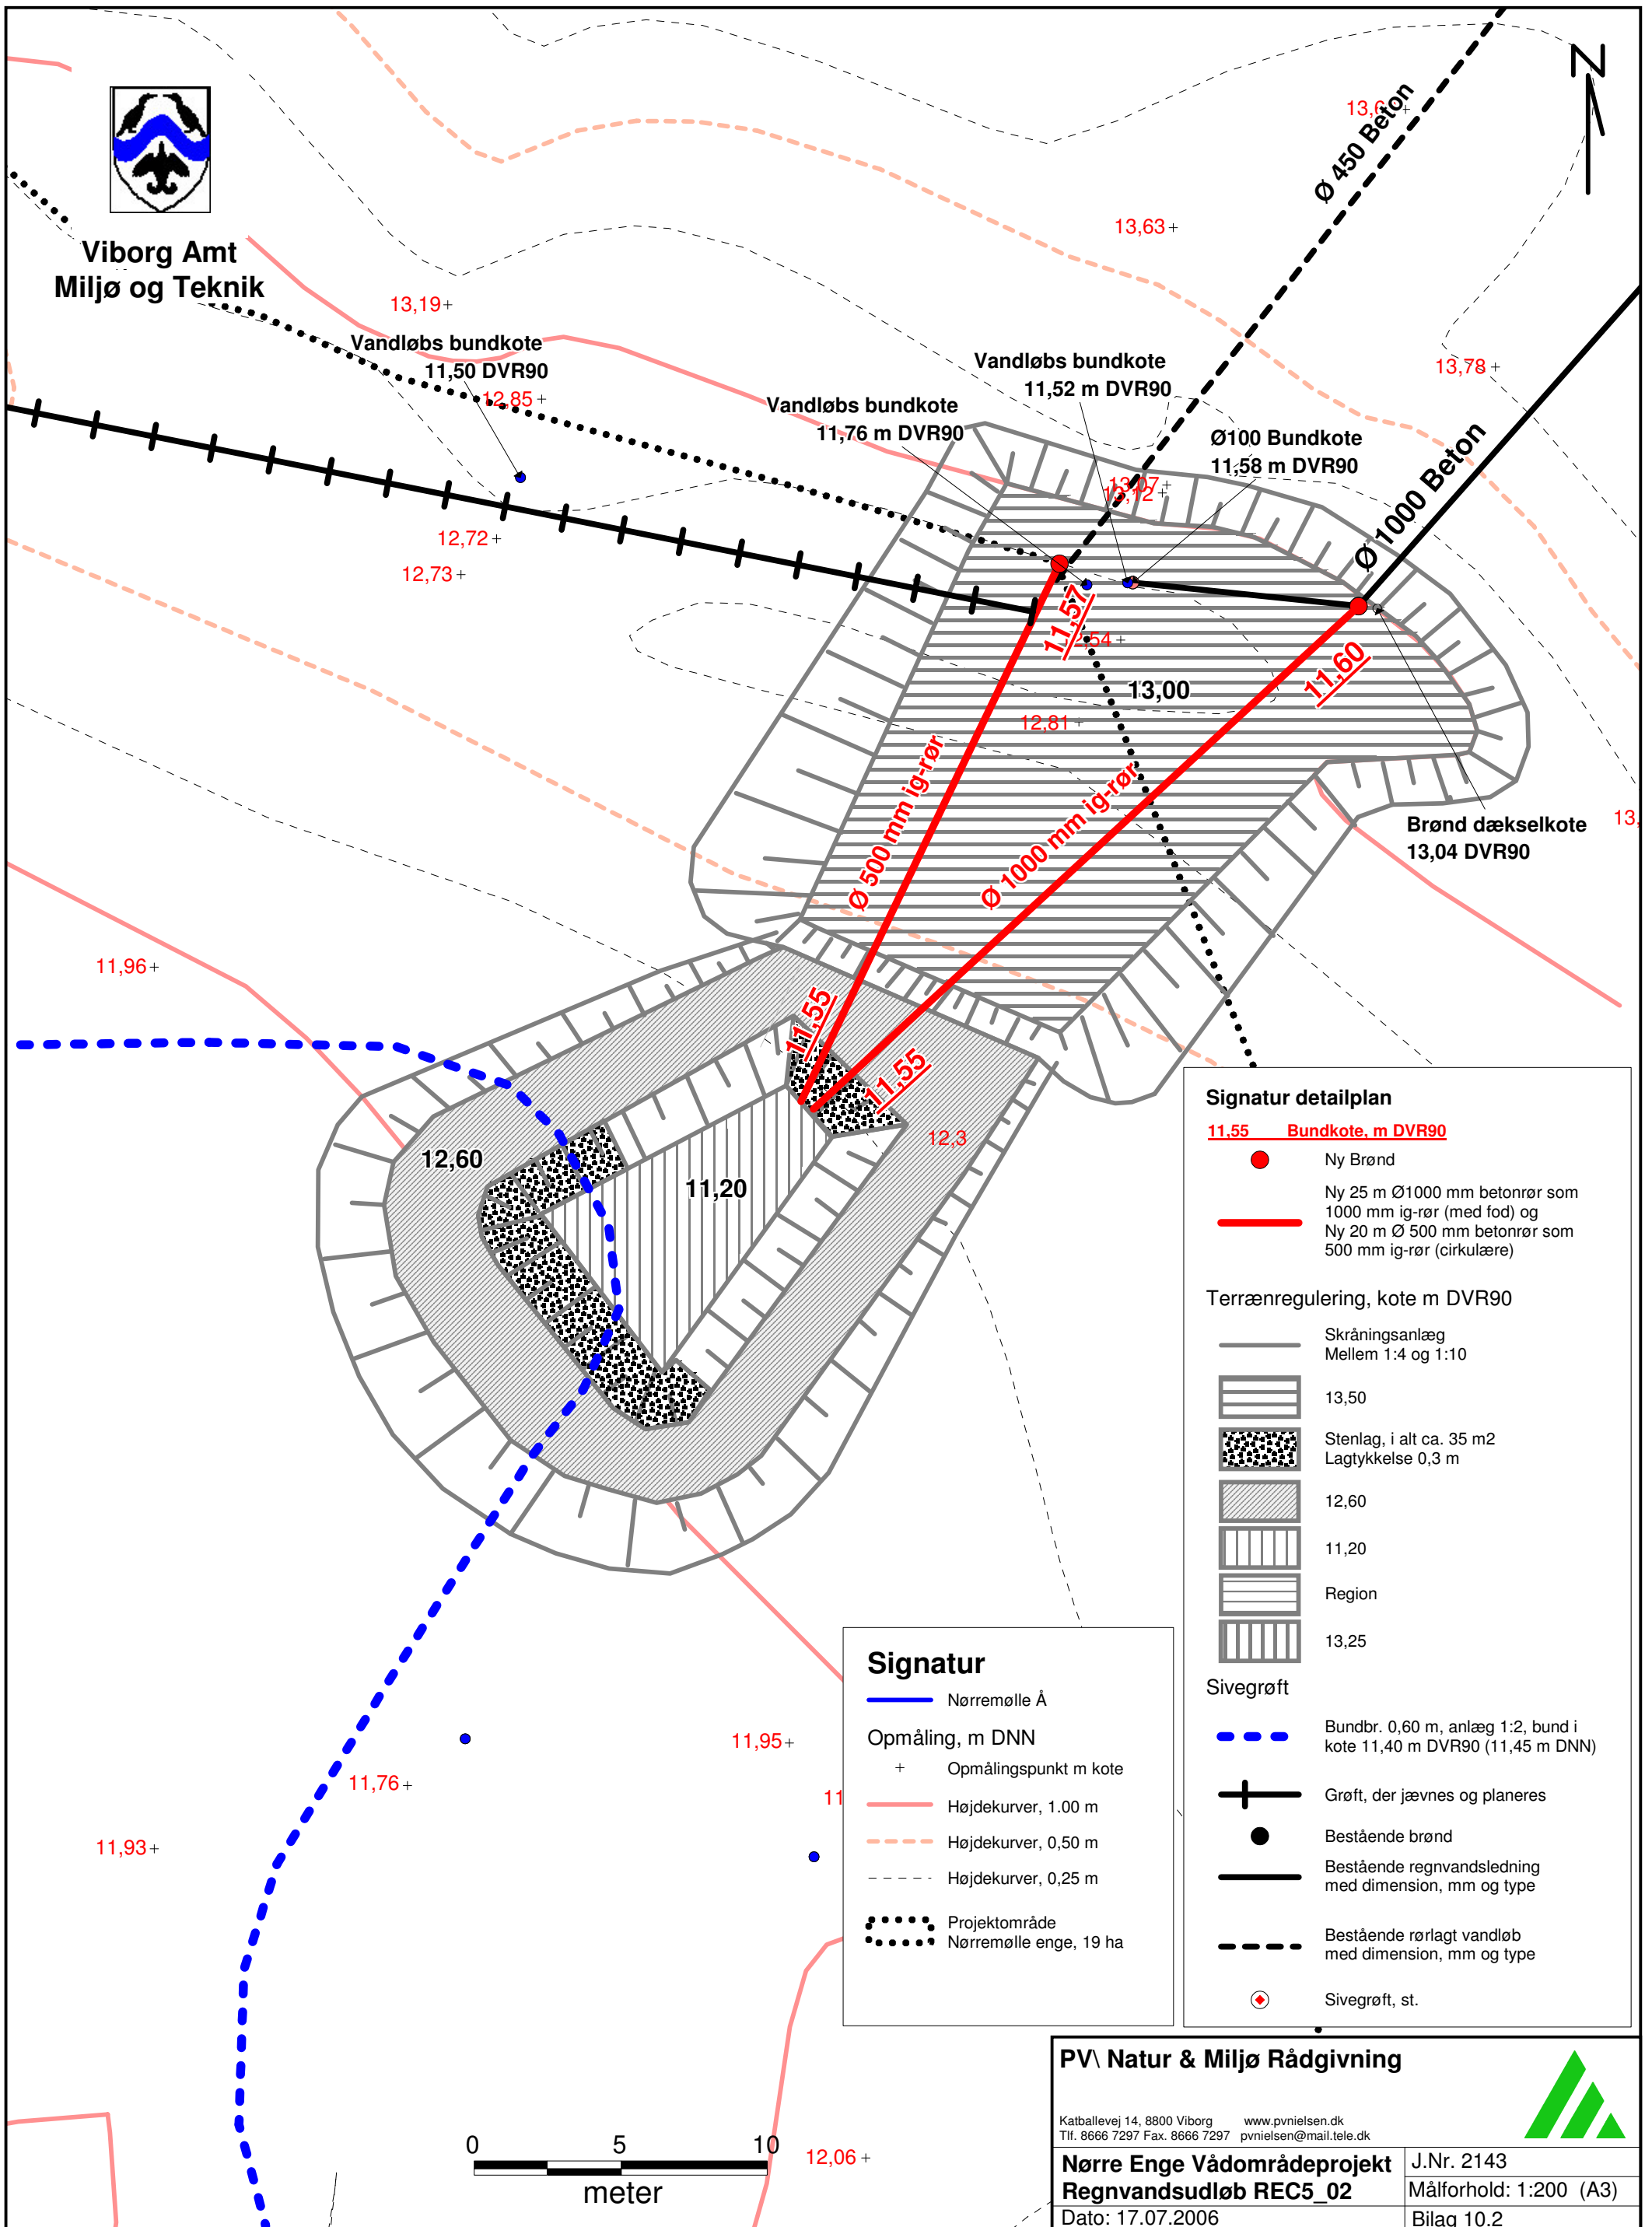 N
Viborg Amt
Miljø og Teknik
Ø 450 Beton
13,63+
13,19+
13,78+
Vandløbs bundkote
11,50 DVR90
12,85+
Vandløbs bundkote
11,52 m DVR90
Vandløbs bundkote
11,76 m DVR90
Ø100 Bundkote
11,58 m DVR90
Ø 1000 Beton
13,07+
13,12+
12,72+
12,73+
11,57
11,60
13,00
12,81+
Ø 500 mm ig-rør
Ø 1000 mm ig-rør
Brønd dækselkote
13,04 DVR90
11,96+
11,55
11,55
12,3
12,60
11,20
Signatur detailplan
11,55 Bundkote, m DVR90
Ny Brønd
Ny 25 m Ø1000 mm betonrør som
1000 mm ig-rør (med fod) og
Ny 20 m Ø 500 mm betonrør som
500 mm ig-rør (cirkulære)
Terrænregulering, kote m DVR90
Skråningsanlæg
Mellem 1:4 og 1:10
13,50
Stenlag, i alt ca. 35 m2
Lagtykkelse 0,3 m
12,60
11,20
Region
13,25
Sivegrøft
Bundbr. 0,60 m, anlæg 1:2, bund i
kote 11,40 m DVR90 (11,45 m DNN)
Grøft, der jævnes og planeres
Bestående brønd
Bestående regnvandsledning
med dimension, mm og type
Bestående rørlagt vandløb
med dimension, mm og type
Sivegrøft, st.
Signatur
Nørremølle Å
Opmåling, m DNN
+ Opmålingspunkt m kote
Højdekurver, 1.00 m
Højdekurver, 0,50 m
Højdekurver, 0,25 m
Projektområde
Nørremølle enge, 19 ha
11,95+
11,76+
11,93+
12,06+
0 5 10
meter
PV\ Natur & Miljø Rådgivning
Katballevej 14, 8800 Viborg www.pvnielsen.dk
Tlf. 8666 7297 Fax. 8666 7297 pvnielsen@mail.tele.dk
Nørre Enge Vådområdeprojekt
Regnvandsudløb REC5_02
J.Nr. 2143
Målforhold: 1:200 (A3)
Dato: 17.07.2006
Bilag 10.2